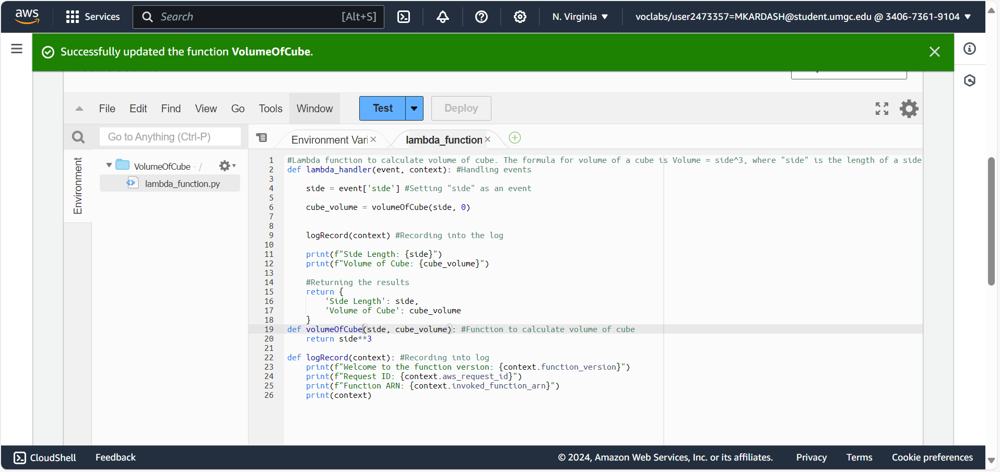 aws
Services
Search
[Alt+S]
N. Virginia
voclabs/user2473357=MKARDASH@student.umgc.edu @ 3406-7361-9104
Successfully updated the function VolumeOfCube.
File Edit Find View Go Tools Window
Test
Deploy
Go to Anything (Ctrl-P)
Environment Vari
lambda_function
Environment
VolumeOfCube - /
lambda_function.py
1 #Lambda function to calculate volume of cube. The formula for volume of a cube is Volume = side^3, where "side" is the length of a side
2 def lambda_handler(event, context): #Handling events
3
4     side = event['side'] #Setting "side" as an event
5
6     cube_volume = volumeOfCube(side, 0)
7
8
9     logRecord(context) #Recording into the log
10
11     print(f"Side Length: {side}")
12     print(f"Volume of Cube: {cube_volume}")
13
14     #Returning the results
15     return {
16         'Side Length': side,
17         'Volume of Cube': cube_volume
18     }
19 def volumeOfCube(side, cube_volume): #Function to calculate volume of cube
20     return side**3
21
22 def logRecord(context): #Recording into log
23     print(f"Welcome to the function version: {context.function_version}")
24     print(f"Request ID: {context.aws_request_id}")
25     print(f"Function ARN: {context.invoked_function_arn}")
26     print(context)
CloudShell
Feedback
© 2024, Amazon Web Services, Inc. or its affiliates.
Privacy
Terms
Cookie preferences